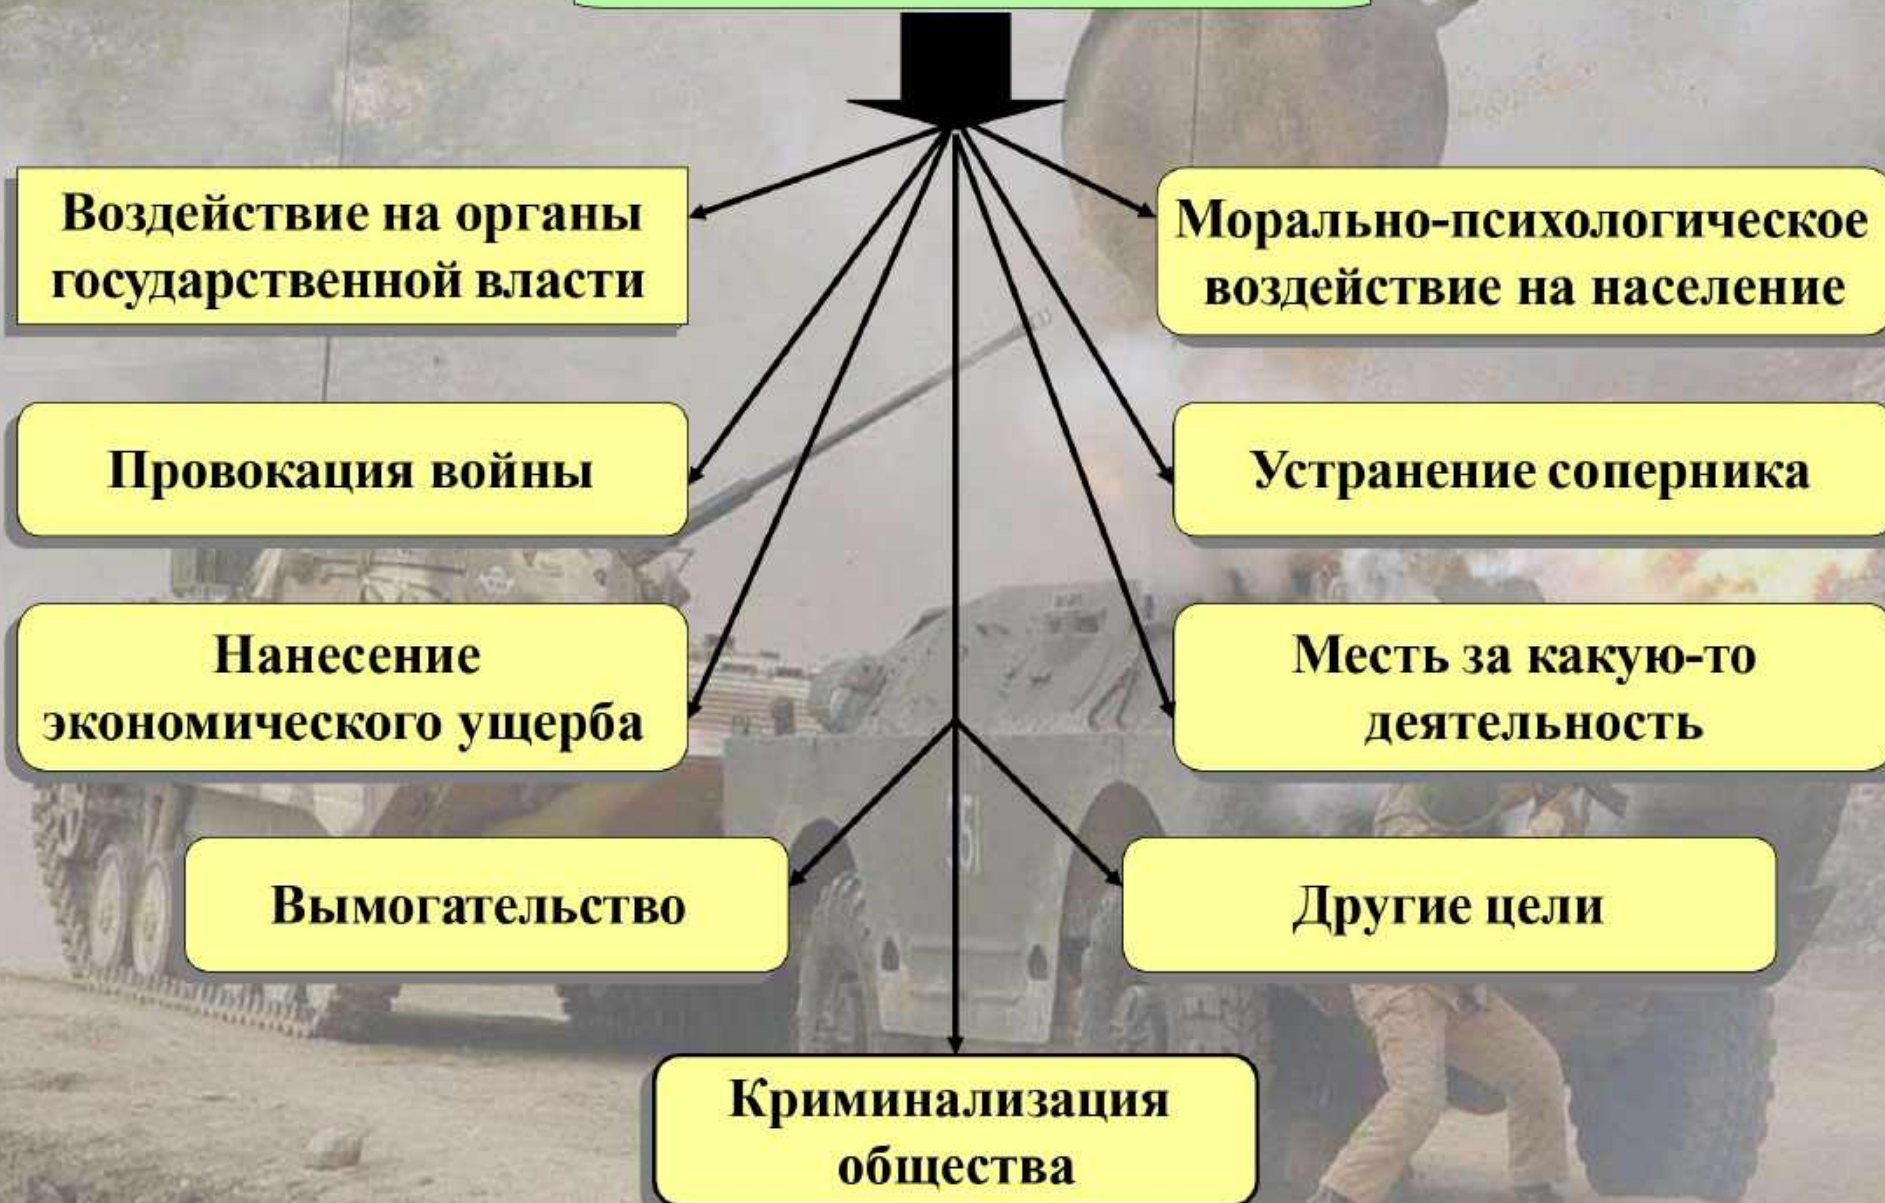 Воздействие на органы
государственной власти
Морально-психологическое
воздействие на население
Провокация войны
Устранение соперника
Нанесение
экономического ущерба
Месть за какую-то
деятельность
Вымогательство
Другие цели
Криминализация
общества
351